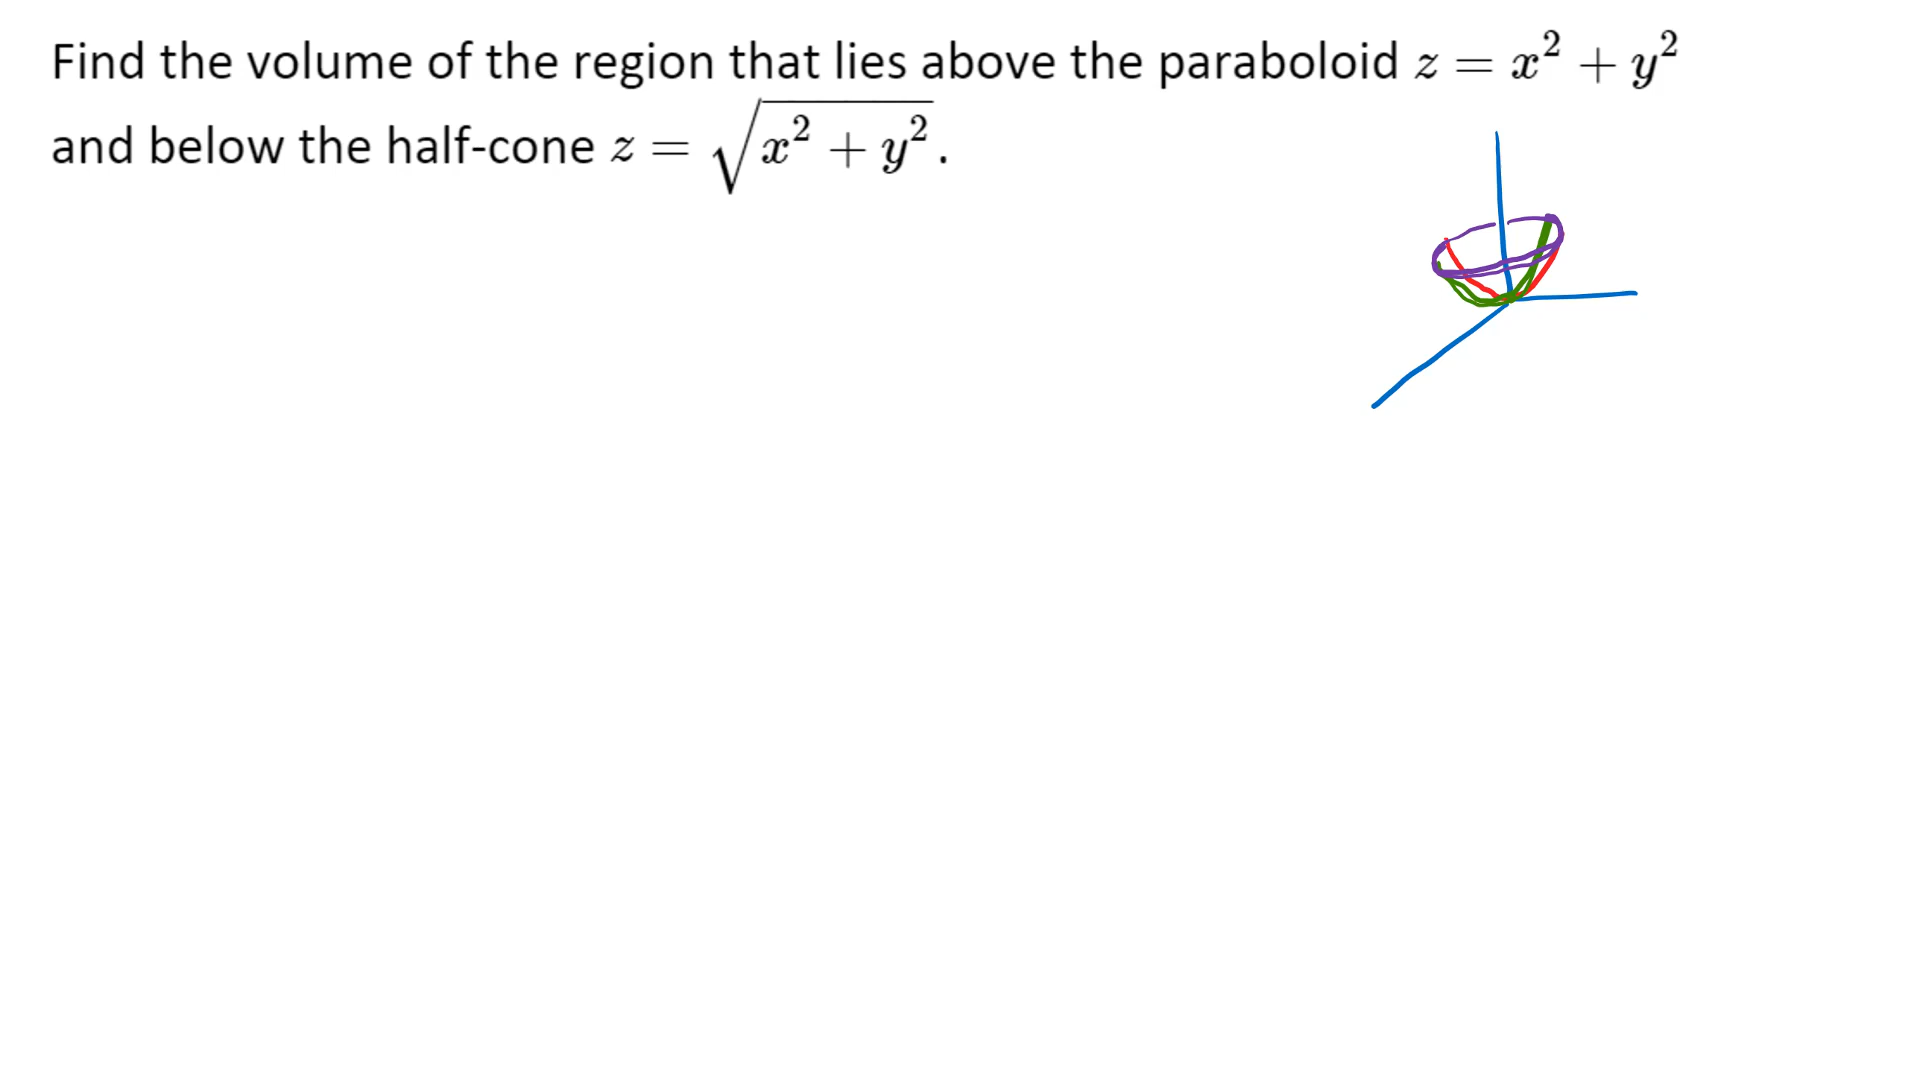 Find the volume of the region that lies above the paraboloid z = x² + y²
and below the half-cone z = √(x² + y²).